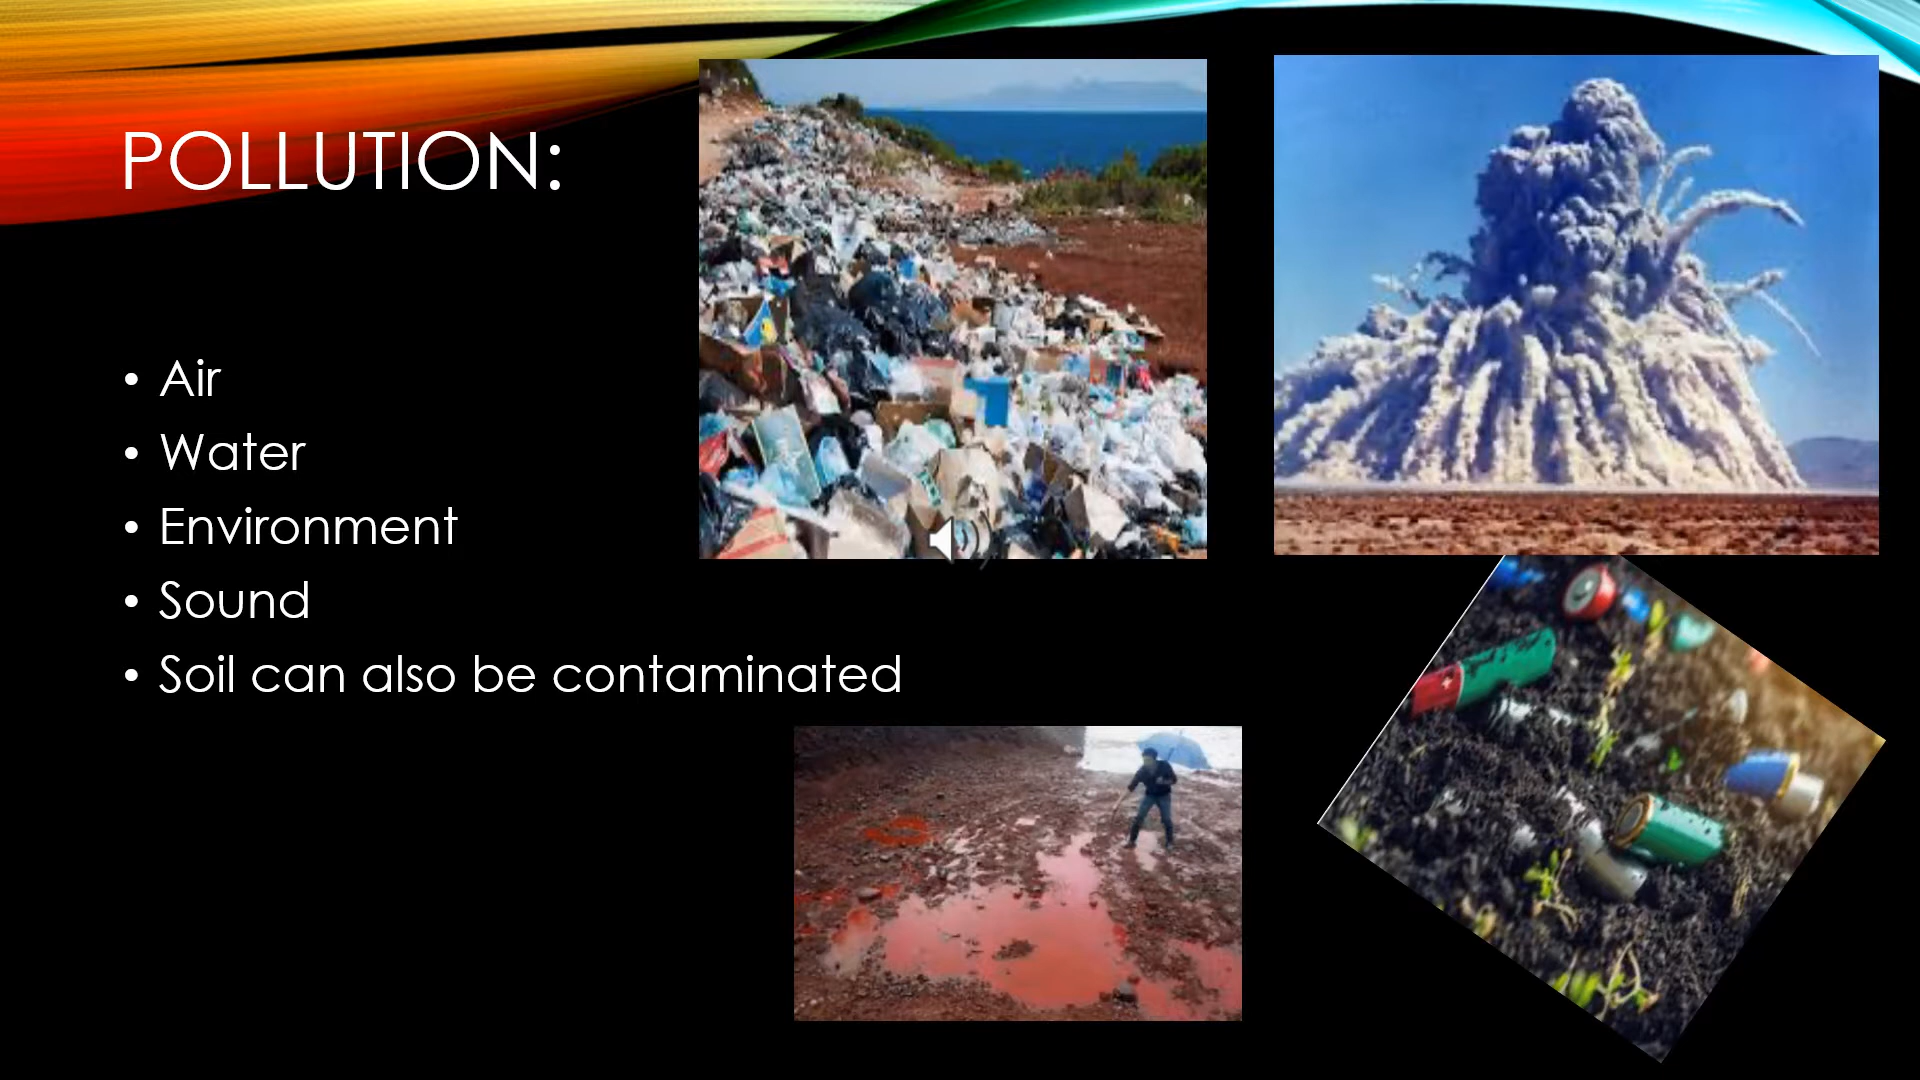 POLLUTION:
• Air
• Water
• Environment
• Sound
• Soil can also be contaminated